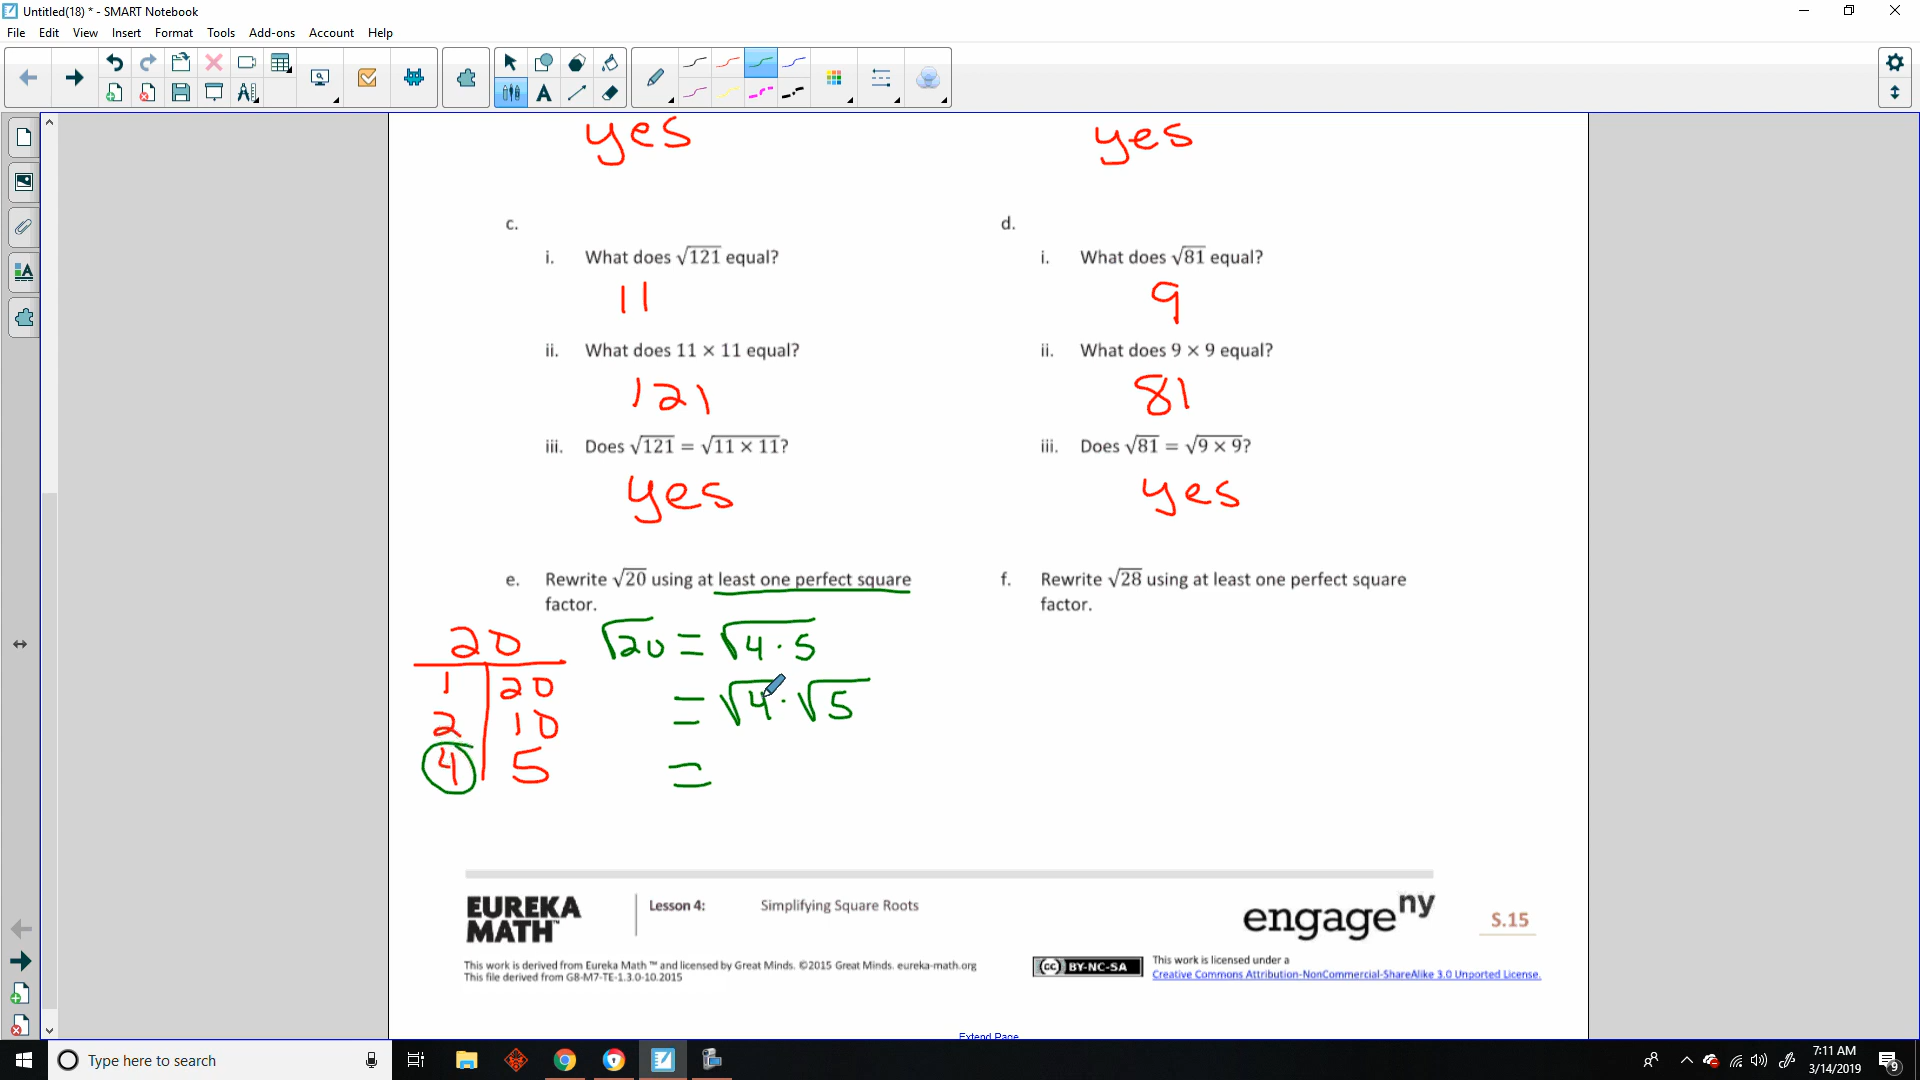 Untitled(18) * - SMART Notebook
File Edit View Insert Format Tools Add-ons Account Help
yes
yes
c.
i. What does √121 equal?
11
ii. What does 11 × 11 equal?
121
iii. Does √121 = √11 × 11?
yes
d.
i. What does √81 equal?
9
ii. What does 9 × 9 equal?
81
iii. Does √81 = √9 × 9?
yes
e. Rewrite √20 using at least one perfect square
factor.
20
1 20
2 10
4 5
√20 = √4 · 5
= √4 · √5
=
f. Rewrite √28 using at least one perfect square
factor.
EUREKA
MATH™
Lesson 4: Simplifying Square Roots
engageny
S.15
This work is derived from Eureka Math ™ and licensed by Great Minds. ©2015 Great Minds. eureka-math.org
This file derived from G8-M7-TE-1.3.0-10.2015
(cc) BY-NC-SA
This work is licensed under a
Creative Commons Attribution-NonCommercial-ShareAlike 3.0 Unported License.
Extend Page
Type here to search
7:11 AM
3/14/2019
9